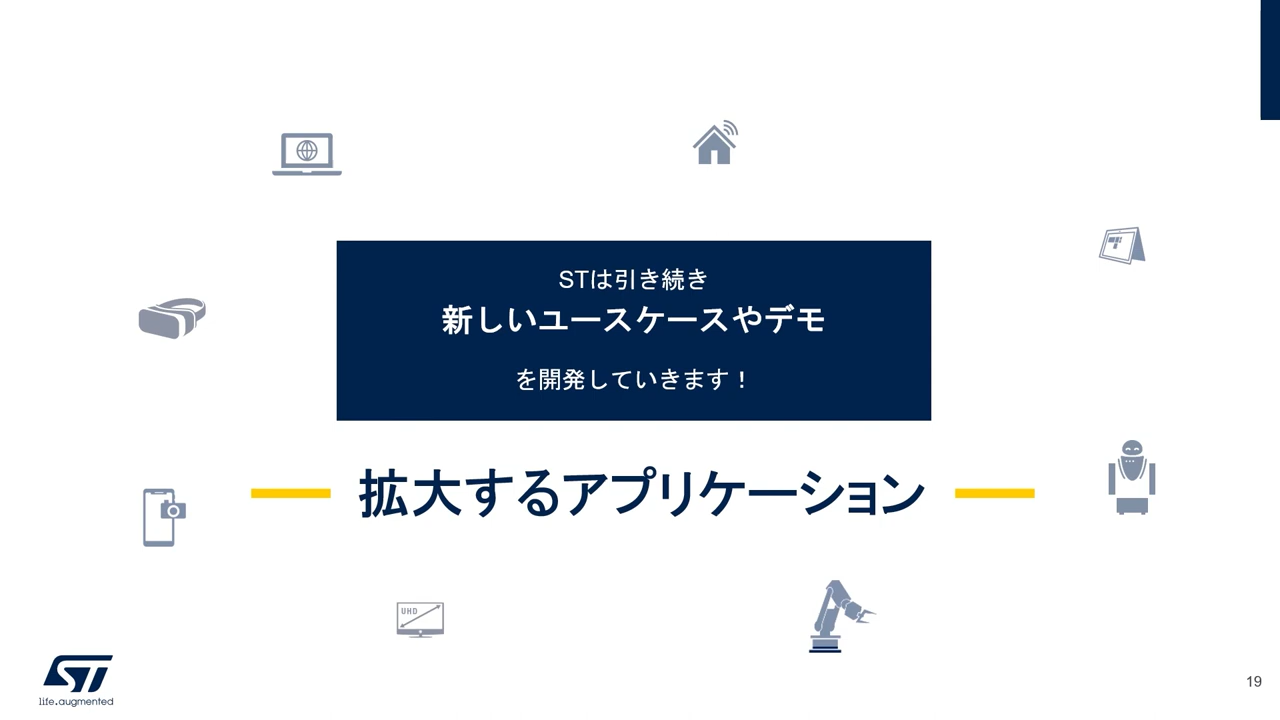 STは引き続き
新しいユースケースやデモ
を開発していきます！
拡大するアプリケーション
UHD
ST
life.augmented
19